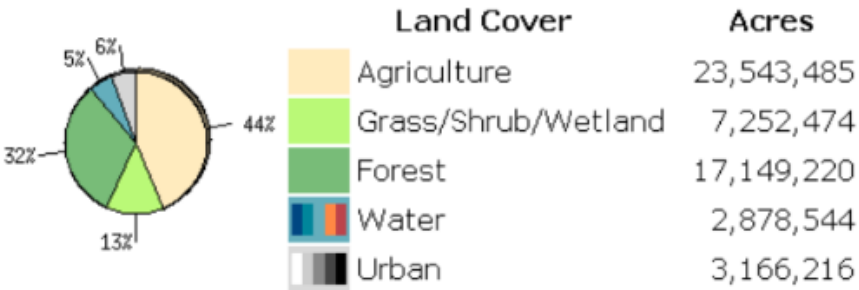 Land Cover Acres
5% 6%
Agriculture 23,543,485
44% Grass/Shrub/Wetland 7,252,474
32% Forest 17,149,220
Water 2,878,544
13%
Urban 3,166,216